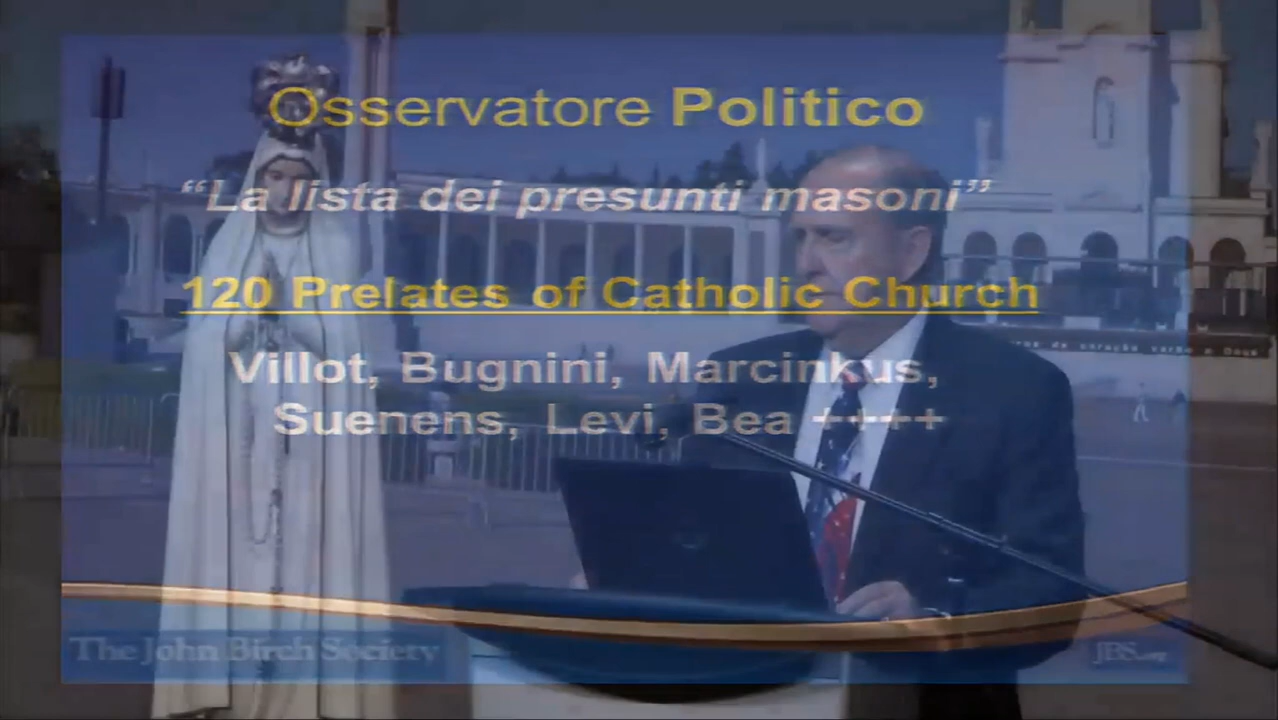 Osservatore Politico
“La lista dei presunti masoni”
120 Prelates of Catholic Church
Villot, Bugnini, Marcinkus,
Suenens, Levi, Bea ++++
The John Birch Society
JBS.org